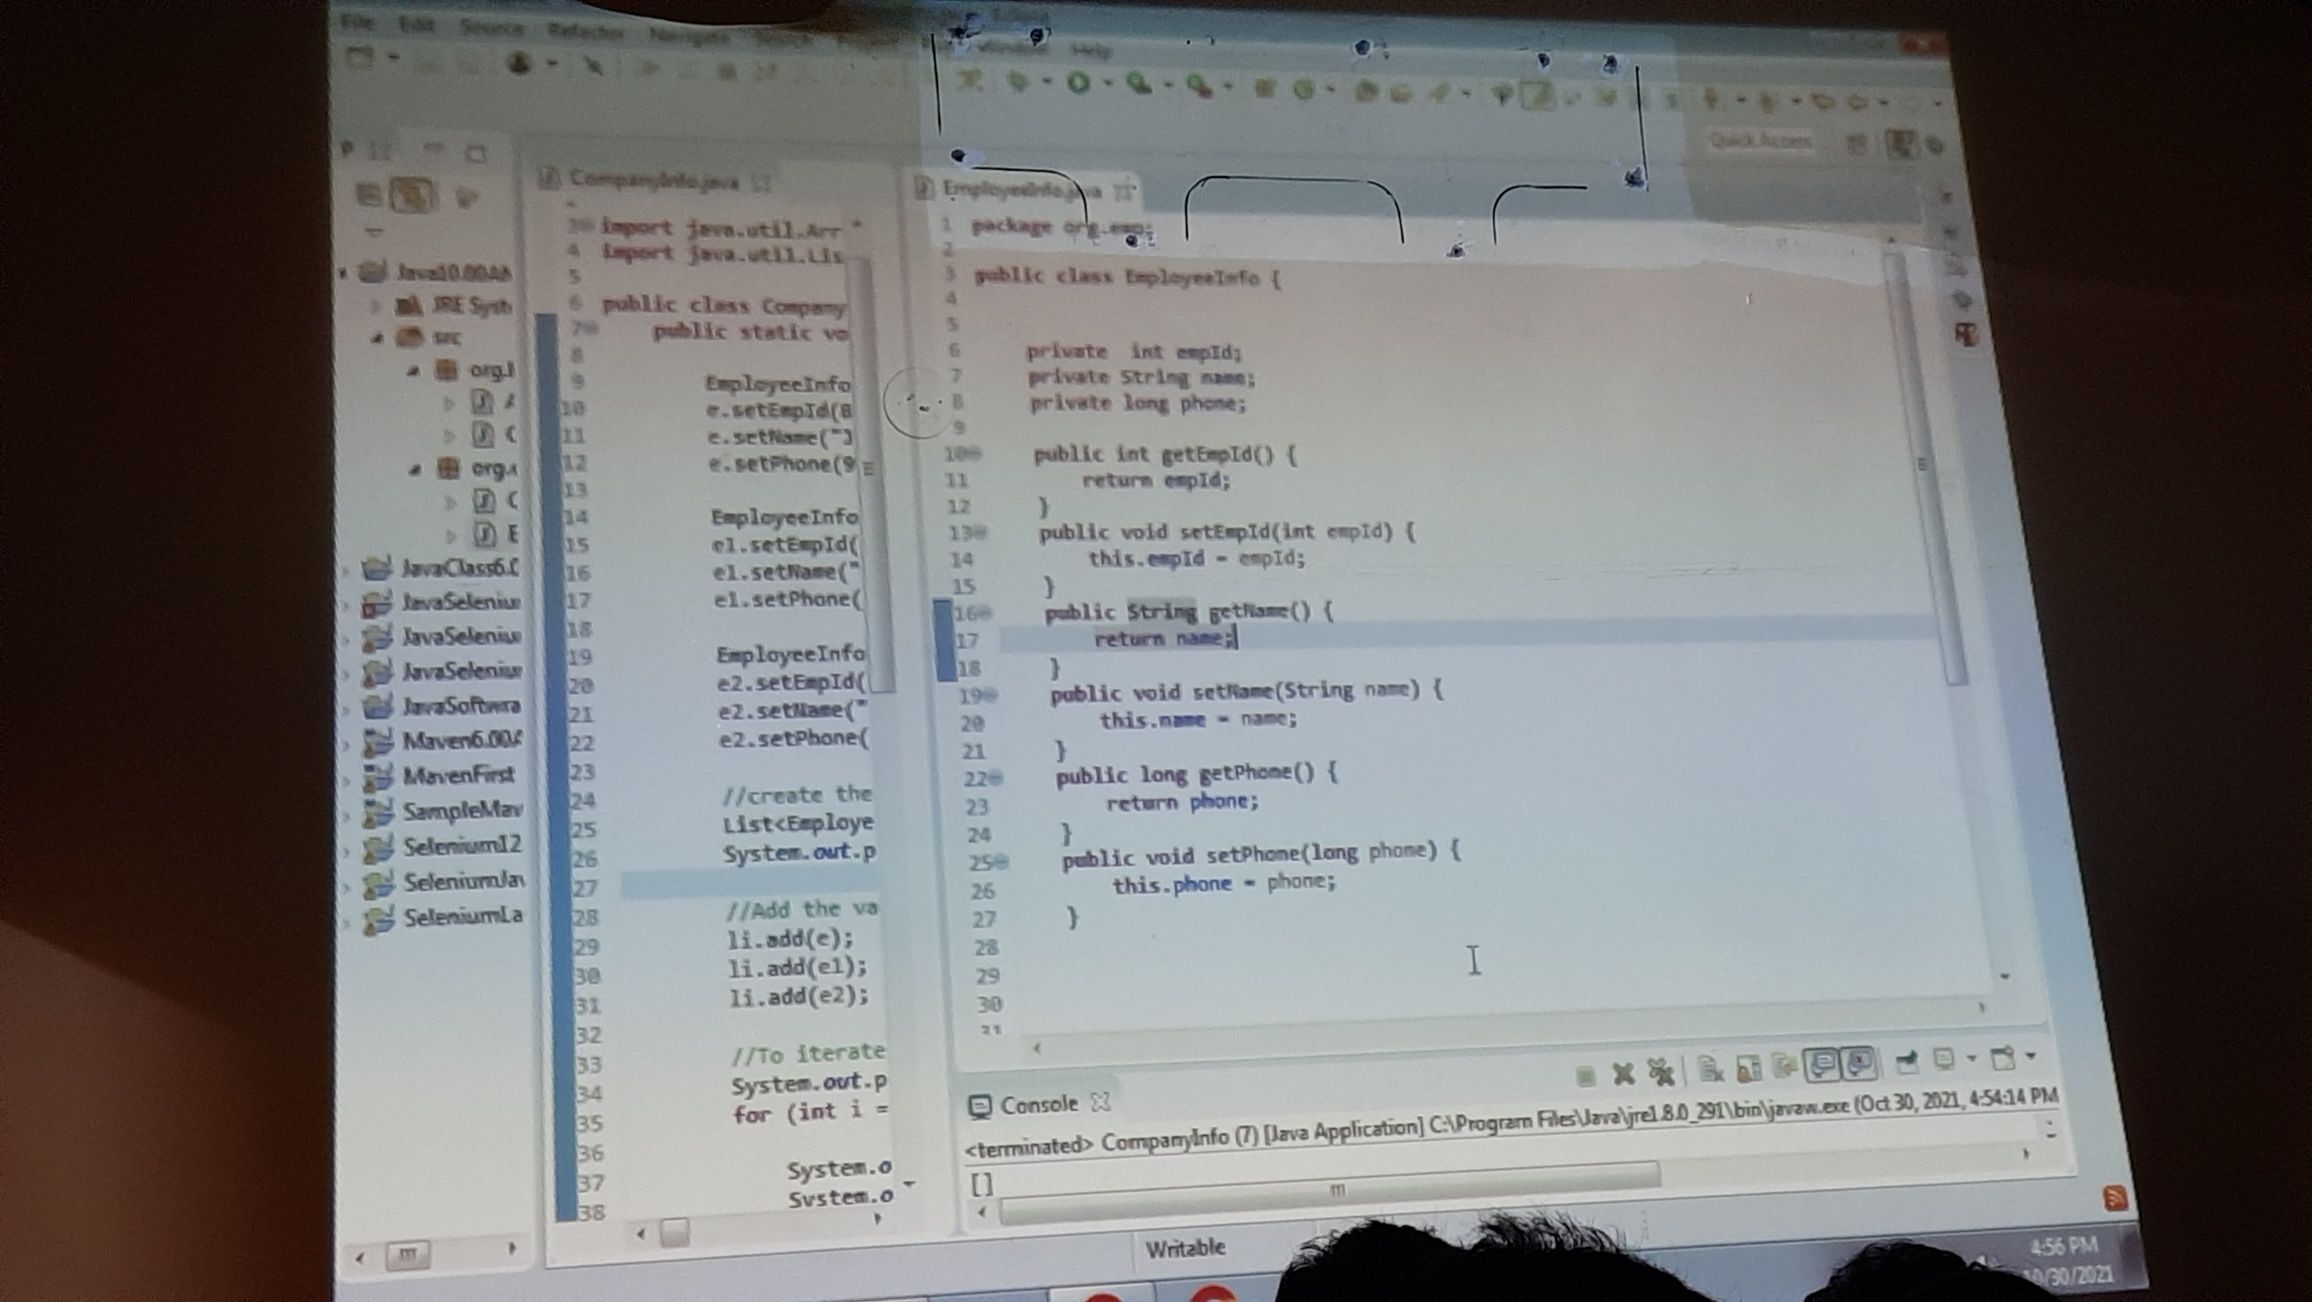 File Edit Source Refactor Navigate
Window Help
Quick Access
Java10.00AM
JRE Syst
src
org.
org.
JavaClass6.0
JavaSeleniu
JavaSeleniu
JavaSeleniu
JavaSoftwra
Maven6.00A
MavenFirst
SampleMav
Selenium12
SeleniumJav
SeleniumLa
CompanyInfo.java
3 import java.util.Arr
4 import java.util.Lis
5
6 public class Company
7 public static vo
8
9 EmployeeInfo
10 e.setEmpId(8
11 e.setName("J
12 e.setPhone(9
13
14 EmployeeInfo
15 e1.setEmpId(
16 e1.setName("
17 e1.setPhone(
18
19 EmployeeInfo
20 e2.setEmpId(
21 e2.setName("
22 e2.setPhone(
23
24 //create the
25 List<Employe
26 System.out.p
27
28 //Add the va
29 li.add(e);
30 li.add(e1);
31 li.add(e2);
32
33 //To iterate
34 System.out.p
35 for (int i =
36
37 System.o
38 System.o
EmployeeInfo.java
1 package org.emp;
2
3 public class EmployeeInfo {
4
5
6 private int empId;
7 private String name;
8 private long phone;
9
10 public int getEmpId() {
11 return empId;
12 }
13 public void setEmpId(int empId) {
14 this.empId = empId;
15 }
16 public String getName() {
17 return name;
18 }
19 public void setName(String name) {
20 this.name = name;
21 }
22 public long getPhone() {
23 return phone;
24 }
25 public void setPhone(long phone) {
26 this.phone = phone;
27 }
28
29
30
31
Console
<terminated> CompanyInfo (7) [Java Application] C:\Program Files\Java\jre1.8.0_291\bin\javaw.exe (Oct 30, 2021, 4:54:14 PM
[]
Writable
4:56 PM
10/30/2021